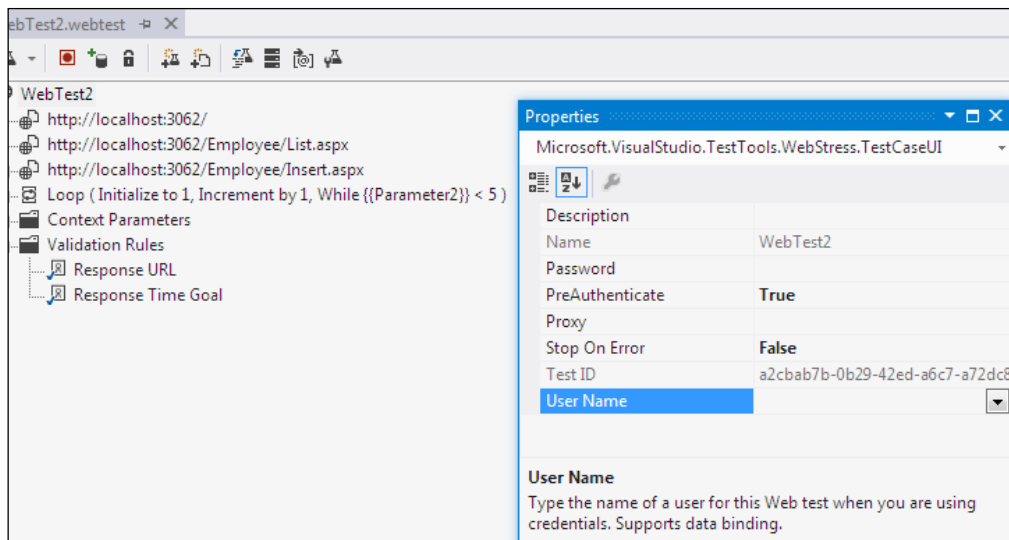 ebTest2.webtest
WebTest2
http://localhost:3062/
http://localhost:3062/Employee/List.aspx
http://localhost:3062/Employee/Insert.aspx
Loop ( Initialize to 1, Increment by 1, While {{Parameter2}} < 5 )
Context Parameters
Validation Rules
Response URL
Response Time Goal
Properties
Microsoft.VisualStudio.TestTools.WebStress.TestCaseUI
Description
Name WebTest2
Password
PreAuthenticate True
Proxy
Stop On Error False
Test ID a2cbab7b-0b29-42ed-a6c7-a72dc8
User Name
User Name
Type the name of a user for this Web test when you are using
credentials. Supports data binding.